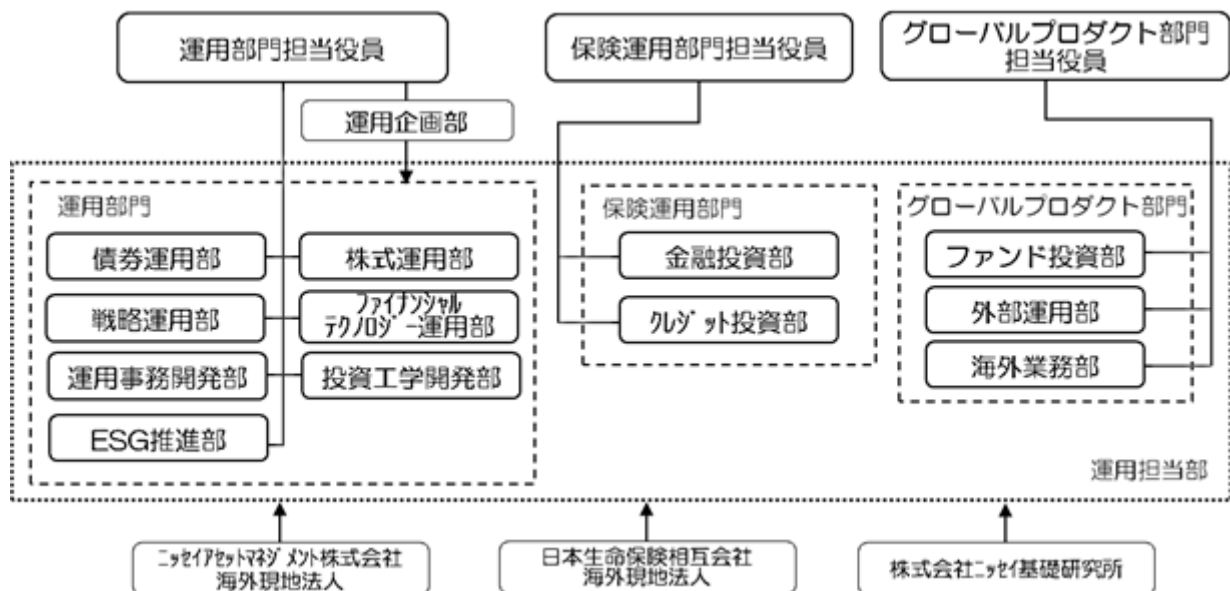 運用部門担当役員
保険運用部門担当役員
グローバルプロダクト部門
担当役員
運用企画部
運用部門
債券運用部
株式運用部
戦略運用部
ファイナンシャル
テクノロジー運用部
運用事務開発部
投資工学開発部
ESG推進部
保険運用部門
金融投資部
クレジット投資部
グローバルプロダクト部門
ファンド投資部
外部運用部
海外業務部
運用担当部
ニッセイアセットマネジメント株式会社
海外現地法人
日本生命保険相互会社
海外現地法人
株式会社ニッセイ基礎研究所